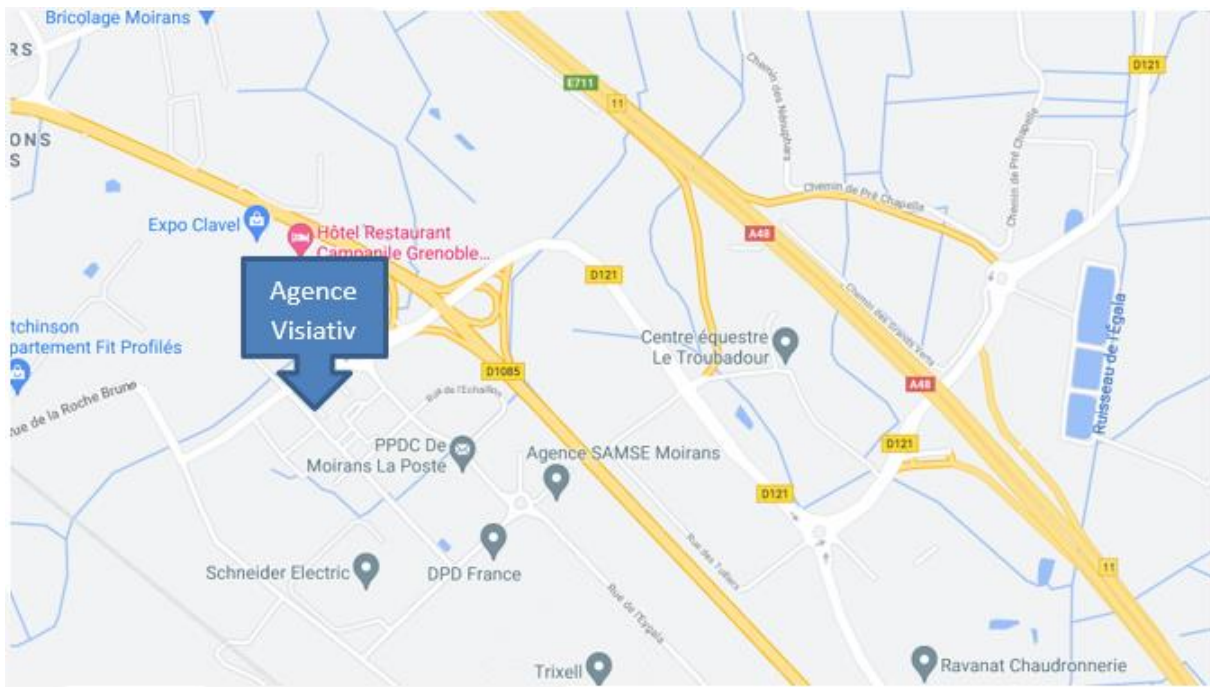 Bricolage Moirans
RS
ONS
S
E711
11
D121
Chemin des Nénuphars
Chemin de Pré Chapelle
Chemin de Pré Chapelle
Expo Clavel
Hôtel Restaurant
Campanile Grenoble...
A48
D121
Agence
Visiativ
Chemin des Grands Verts
Ruisseau de l'Égala
tchinson
partement Fit Profilés
Centre équestre
Le Troubadour
D1085
A48
Rue de l'Echaillon
ue de la Roche Brune
PPDC De
Moirans La Poste
Agence SAMSE Moirans
D121
D121
Rue des Tuiliers
Schneider Electric
DPD France
11
Rue de l'Eygala
Trixell
Ravanat Chaudronnerie